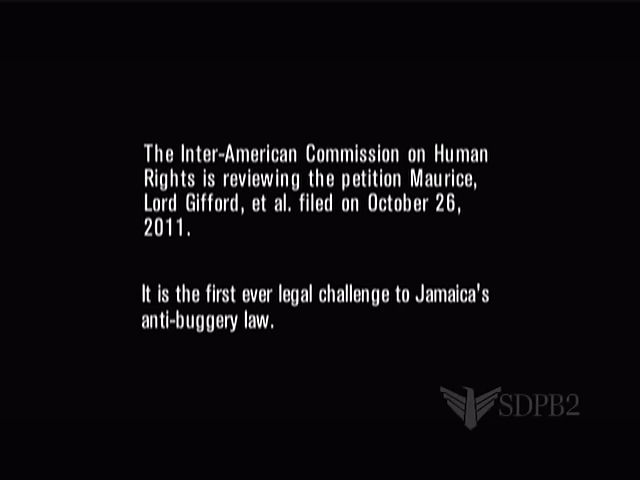 The Inter-American Commission on Human
Rights is reviewing the petition Maurice,
Lord Gifford, et al. filed on October 26,
2011.
It is the first ever legal challenge to Jamaica's
anti-buggery law.
SDPB2